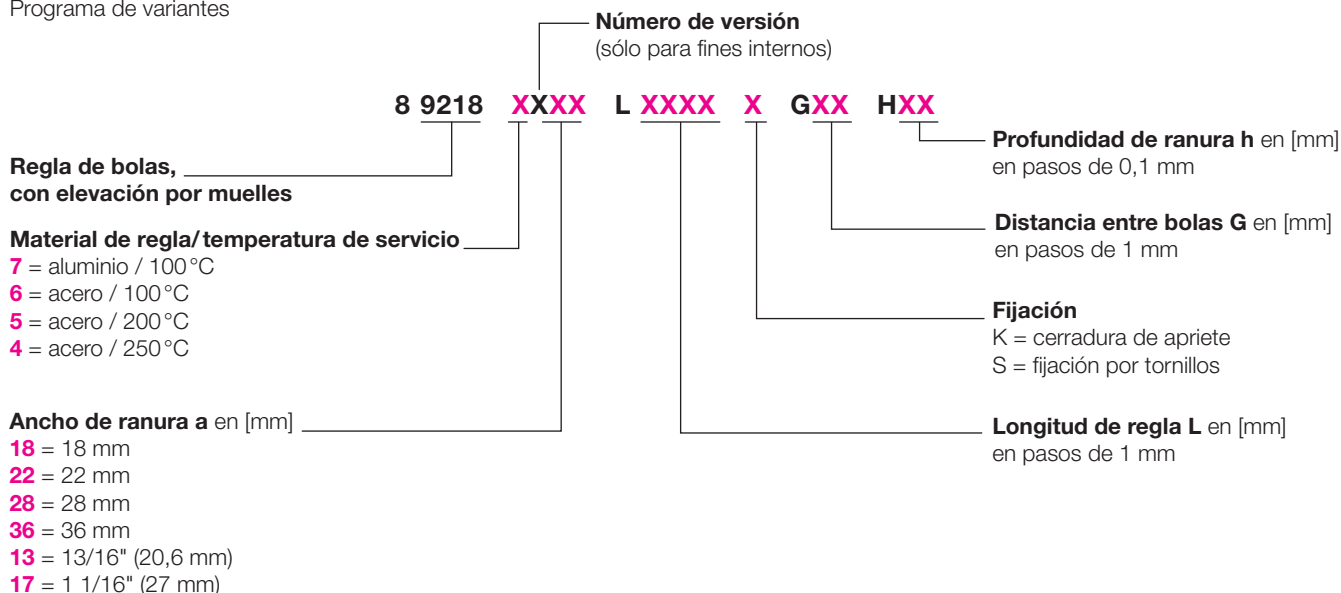 Programa de variantes
Número de versión
(sólo para fines internos)
8 9218 XXXX L XXXX X GXX HXX
Regla de bolas,
con elevación por muelles
Material de regla/temperatura de servicio
7 = aluminio / 100 °C
6 = acero / 100 °C
5 = acero / 200 °C
4 = acero / 250 °C
Ancho de ranura a en [mm]
18 = 18 mm
22 = 22 mm
28 = 28 mm
36 = 36 mm
13 = 13/16" (20,6 mm)
17 = 1 1/16" (27 mm)
Profundidad de ranura h en [mm]
en pasos de 0,1 mm
Distancia entre bolas G en [mm]
en pasos de 1 mm
Fijación
K = cerradura de apriete
S = fijación por tornillos
Longitud de regla L en [mm]
en pasos de 1 mm